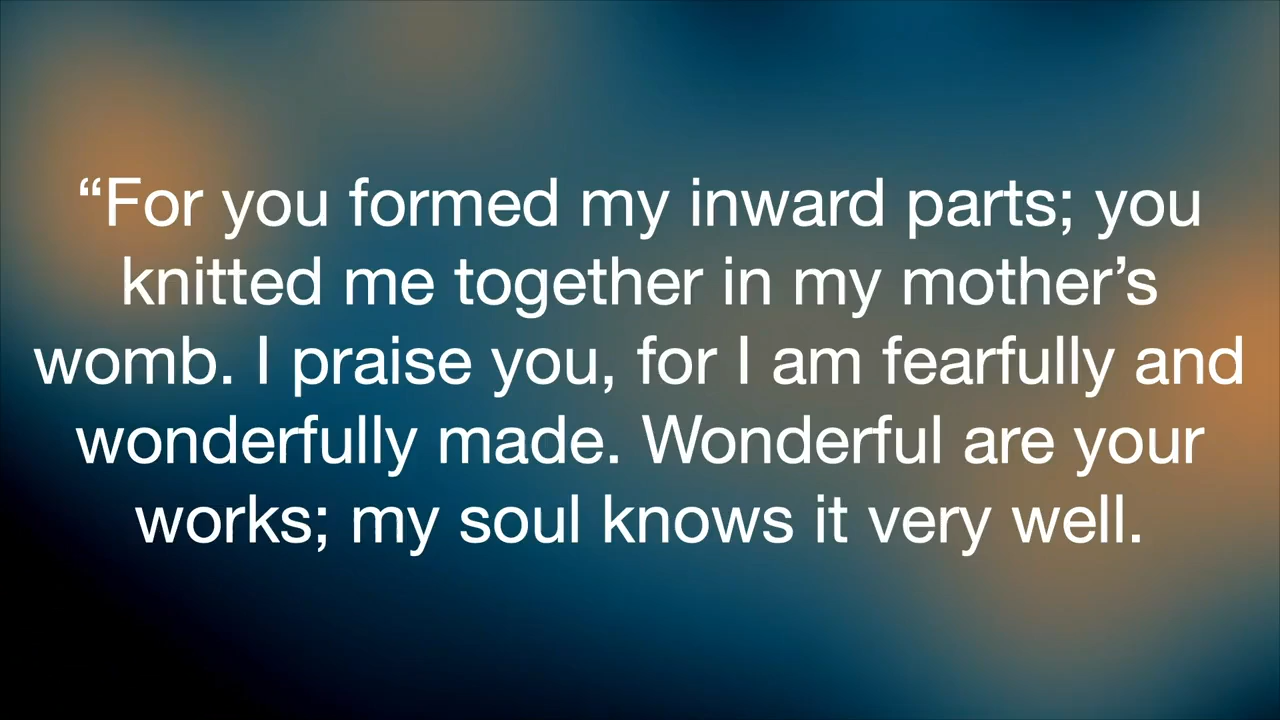 “For you formed my inward parts; you
knitted me together in my mother’s
womb. I praise you, for I am fearfully and
wonderfully made. Wonderful are your
works; my soul knows it very well.